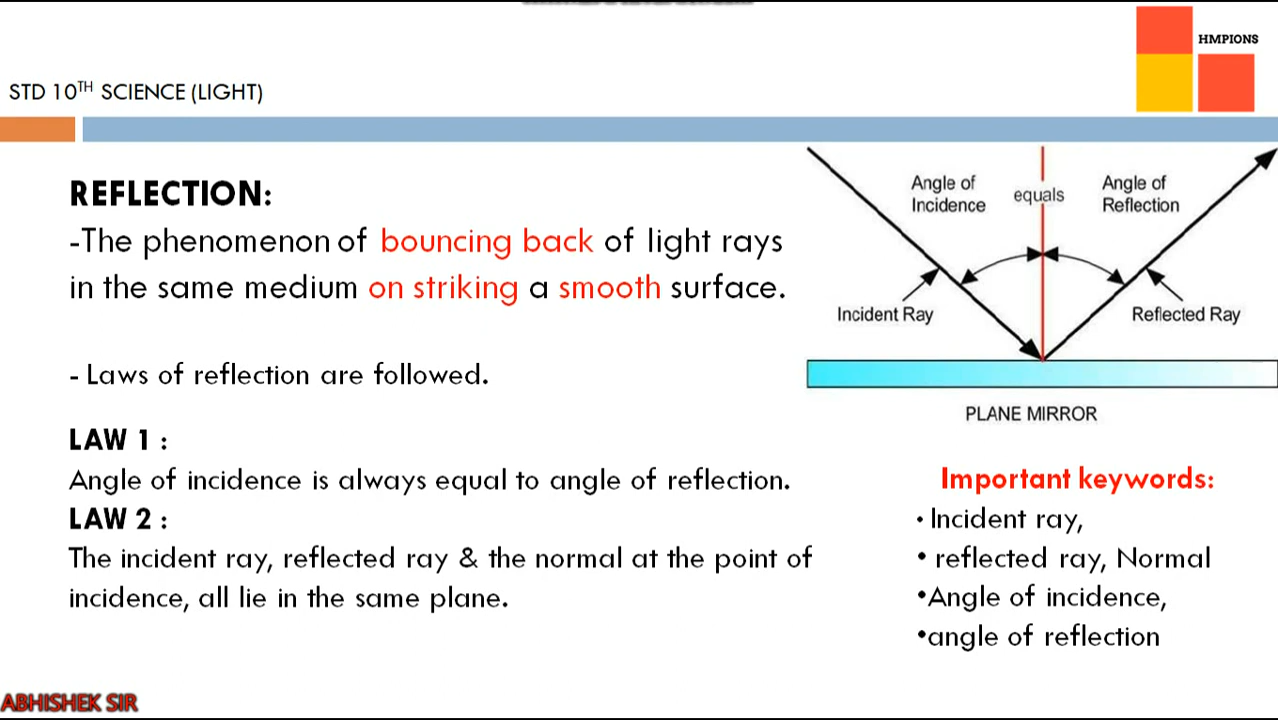 HMPIONS
STD 10TH SCIENCE (LIGHT)
REFLECTION:
-The phenomenon of bouncing back of light rays
in the same medium on striking a smooth surface.
- Laws of reflection are followed.
LAW 1 :
Angle of incidence is always equal to angle of reflection.
LAW 2 :
The incident ray, reflected ray & the normal at the point of
incidence, all lie in the same plane.
Angle of
Incidence
equals
Angle of
Reflection
Incident Ray
Reflected Ray
PLANE MIRROR
Important keywords:
• Incident ray,
• reflected ray, Normal
•Angle of incidence,
•angle of reflection
ABHISHEK SIR